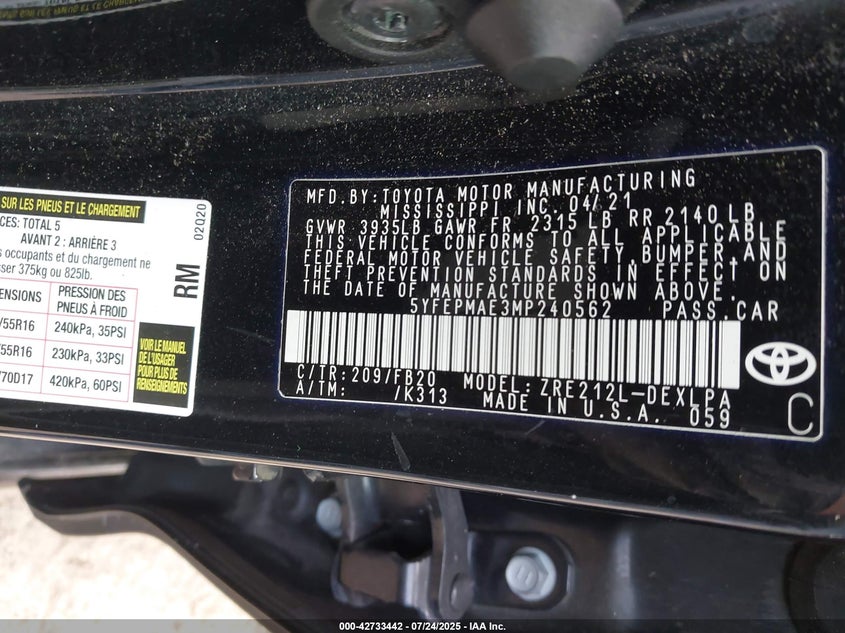 SUR LES PNEUS ET LE CHARGEMENT
CES: TOTAL 5
AVANT 2 : ARRIÈRE 3
occupants et du chargement ne
ser 375kg ou 825lb.
ENSIONS
PRESSION DES
PNEUS À FROID
/55R16
240kPa, 35PSI
/55R16
230kPa, 33PSI
/70D17
420kPa, 60PSI
02020
RM
VOIR LE MANUEL
DE L'USAGER
POUR PLUS DE
RENSEIGNEMENTS
MFD.BY:TOYOTA MOTOR MANUFACTURING
MISSISSIPPI INC. 04/21
GVWR 3935LB GAWR FR 2315 LB RR 2140LB
THIS VEHICLE CONFORMS TO ALL APPLICABLE
FEDERAL MOTOR VEHICLE SAFETY,BUMPER,AND
THEFT PREVENTION STANDARDS IN EFFECT ON
THE DATE OF MANUFACTURE SHOWN ABOVE.
5YFEPMAE3MP240562 PASS.CAR
C/TR:209/FB20 MODEL: ZRE212L-DEXLPA
A/TM: /K313 MADE IN U.S.A. 059
C
000-42733442 - 07/24/2025 - IAA Inc.